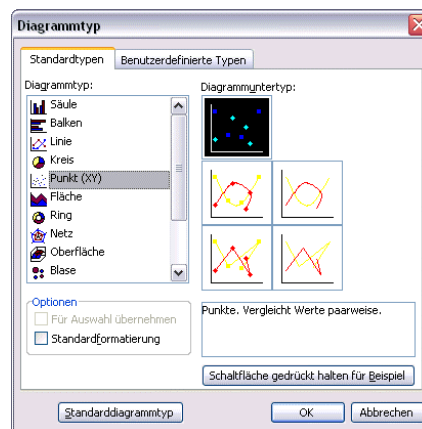 Diagrammtyp
Standardtypen
Benutzerdefinierte Typen
Diagrammtyp:
Säule
Balken
Linie
Kreis
Punkt (XY)
Fläche
Ring
Netz
Oberfläche
Blase
Diagrammuntertyp:
Optionen
Für Auswahl übernehmen
Standardformatierung
Punkte. Vergleicht Werte paarweise.
Schaltfläche gedrückt halten für Beispiel
Standarddiagrammtyp
OK
Abbrechen